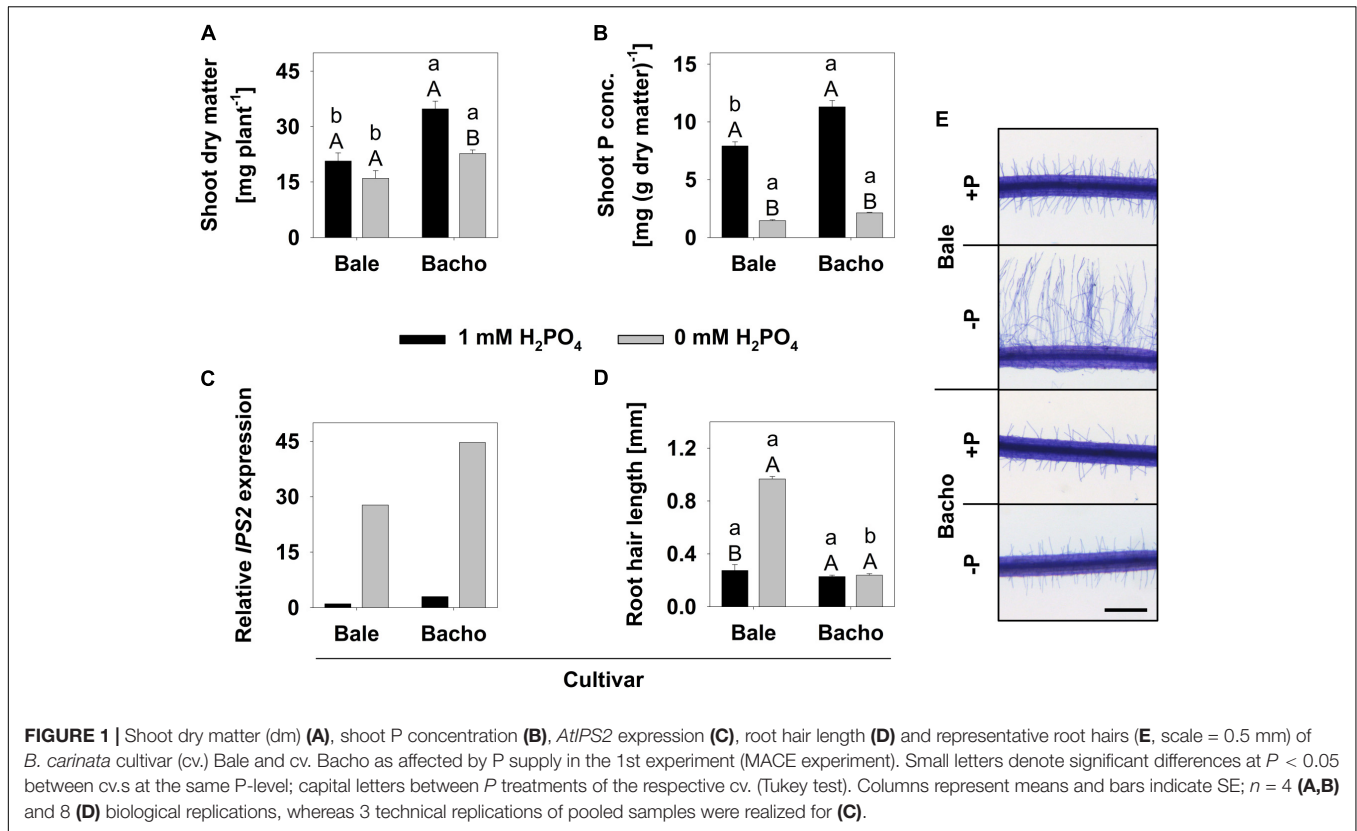 A
Shoot dry matter
[mg plant⁻¹]
45
30
15
0
b
A
b
A
a
A
a
B
Bale
Bacho
B
Shoot P conc.
[mg (g dry matter)⁻¹]
15
10
5
0
b
A
a
B
a
A
a
B
Bale
Bacho
1 mM H₂PO₄
0 mM H₂PO₄
C
Relative IPS2 expression
45
30
15
0
Bale
Bacho
D
Root hair length [mm]
1.2
0.8
0.4
0.0
a
B
a
A
a
A
b
A
Bale
Bacho
Cultivar
E
Bale
+P
-P
Bacho
+P
-P
FIGURE 1 | Shoot dry matter (dm) (A), shoot P concentration (B), AtIPS2 expression (C), root hair length (D) and representative root hairs (E, scale = 0.5 mm) of
B. carinata cultivar (cv.) Bale and cv. Bacho as affected by P supply in the 1st experiment (MACE experiment). Small letters denote significant differences at P < 0.05
between cv.s at the same P-level; capital letters between P treatments of the respective cv. (Tukey test). Columns represent means and bars indicate SE; n = 4 (A,B)
and 8 (D) biological replications, whereas 3 technical replications of pooled samples were realized for (C).